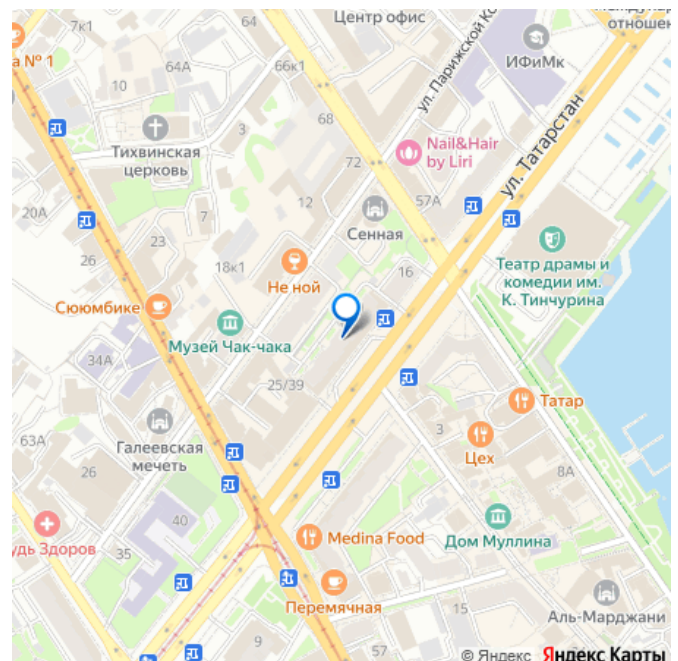 7к1
64
Центр офис
отношен
а № 1
10
64А
66к1
ИФиМк
ул. Парижской Ко
68
3
Тихвинская
церковь
Nail&Hair
by Liri
ул. Татарстан
72
12
57А
20А
7
23
Сенная
26
18к1
Не ной
16
Театр драмы и
комедии им.
К. Тинчурина
Сююмбике
Музей Чак-чака
34А
25/39
Татар
63А
Галеевская
мечеть
3
Цех
26
8А
40
удь Здоров
35
Medina Food
Дом Муллина
Перемячная
15
Аль-Марджани
9
57
© Яндекс Яндекс Карты